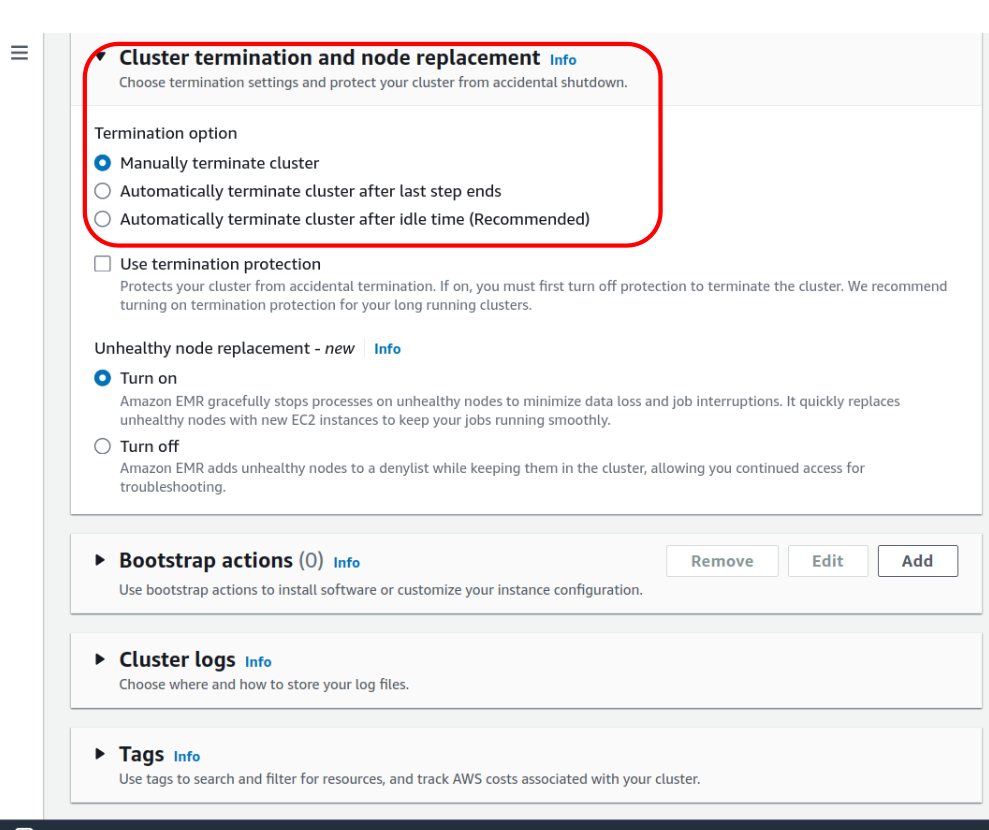 Cluster termination and node replacement Info
Choose termination settings and protect your cluster from accidental shutdown.
Termination option
Manually terminate cluster
Automatically terminate cluster after last step ends
Automatically terminate cluster after idle time (Recommended)
Use termination protection
Protects your cluster from accidental termination. If on, you must first turn off protection to terminate the cluster. We recommend
turning on termination protection for your long running clusters.
Unhealthy node replacement - new Info
Turn on
Amazon EMR gracefully stops processes on unhealthy nodes to minimize data loss and job interruptions. It quickly replaces
unhealthy nodes with new EC2 instances to keep your jobs running smoothly.
Turn off
Amazon EMR adds unhealthy nodes to a denylist while keeping them in the cluster, allowing you continued access for
troubleshooting.
Bootstrap actions (0) Info Remove Edit Add
Use bootstrap actions to install software or customize your instance configuration.
Cluster logs Info
Choose where and how to store your log files.
Tags Info
Use tags to search and filter for resources, and track AWS costs associated with your cluster.